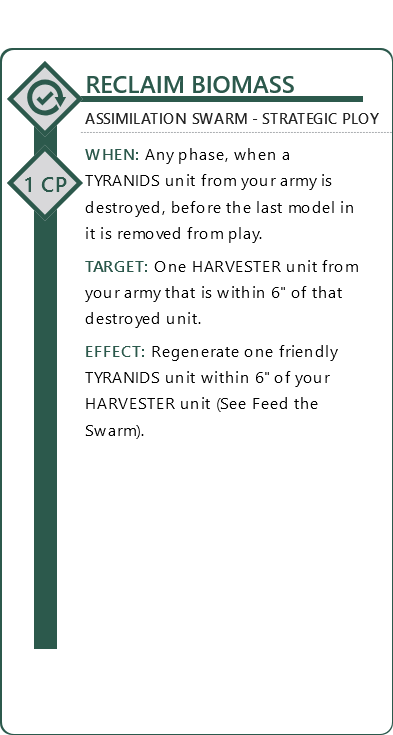 RECLAIM BIOMASS
ASSIMILATION SWARM - STRATEGIC PLOY
1 CP
WHEN: Any phase, when a
TYRANIDS unit from your army is
destroyed, before the last model in
it is removed from play.
TARGET: One HARVESTER unit from
your army that is within 6" of that
destroyed unit.
EFFECT: Regenerate one friendly
TYRANIDS unit within 6" of your
HARVESTER unit (See Feed the
Swarm).